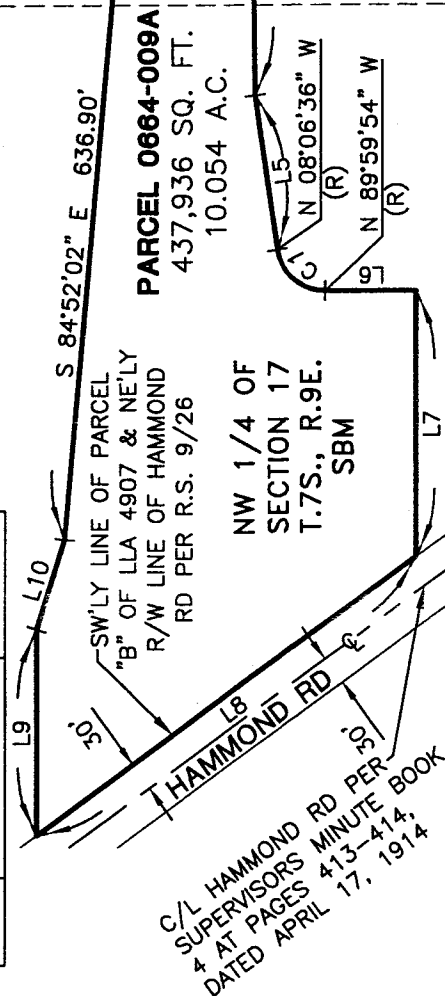 S 84°52'02" E 636.90'
PARCEL 0664-009A
437,936 SQ. FT.
10.054 A.C.
L10
L9
SW'LY LINE OF PARCEL
"B" OF LLA 4907 & NE'LY
R/W LINE OF HAMMOND
RD PER R.S. 9/26
L5
N 08°06'36" W
(R)
C1
N 89°59'54" W
(R)
L6
NW 1/4 OF
SECTION 17
T.7S., R.9E.
SBM
L7
30'
L8
HAMMOND RD
℄
30'
C/L HAMMOND RD PER
SUPERVISORS MINUTE BOOK
4 AT PAGES 413-414,
DATED APRIL 17, 1914